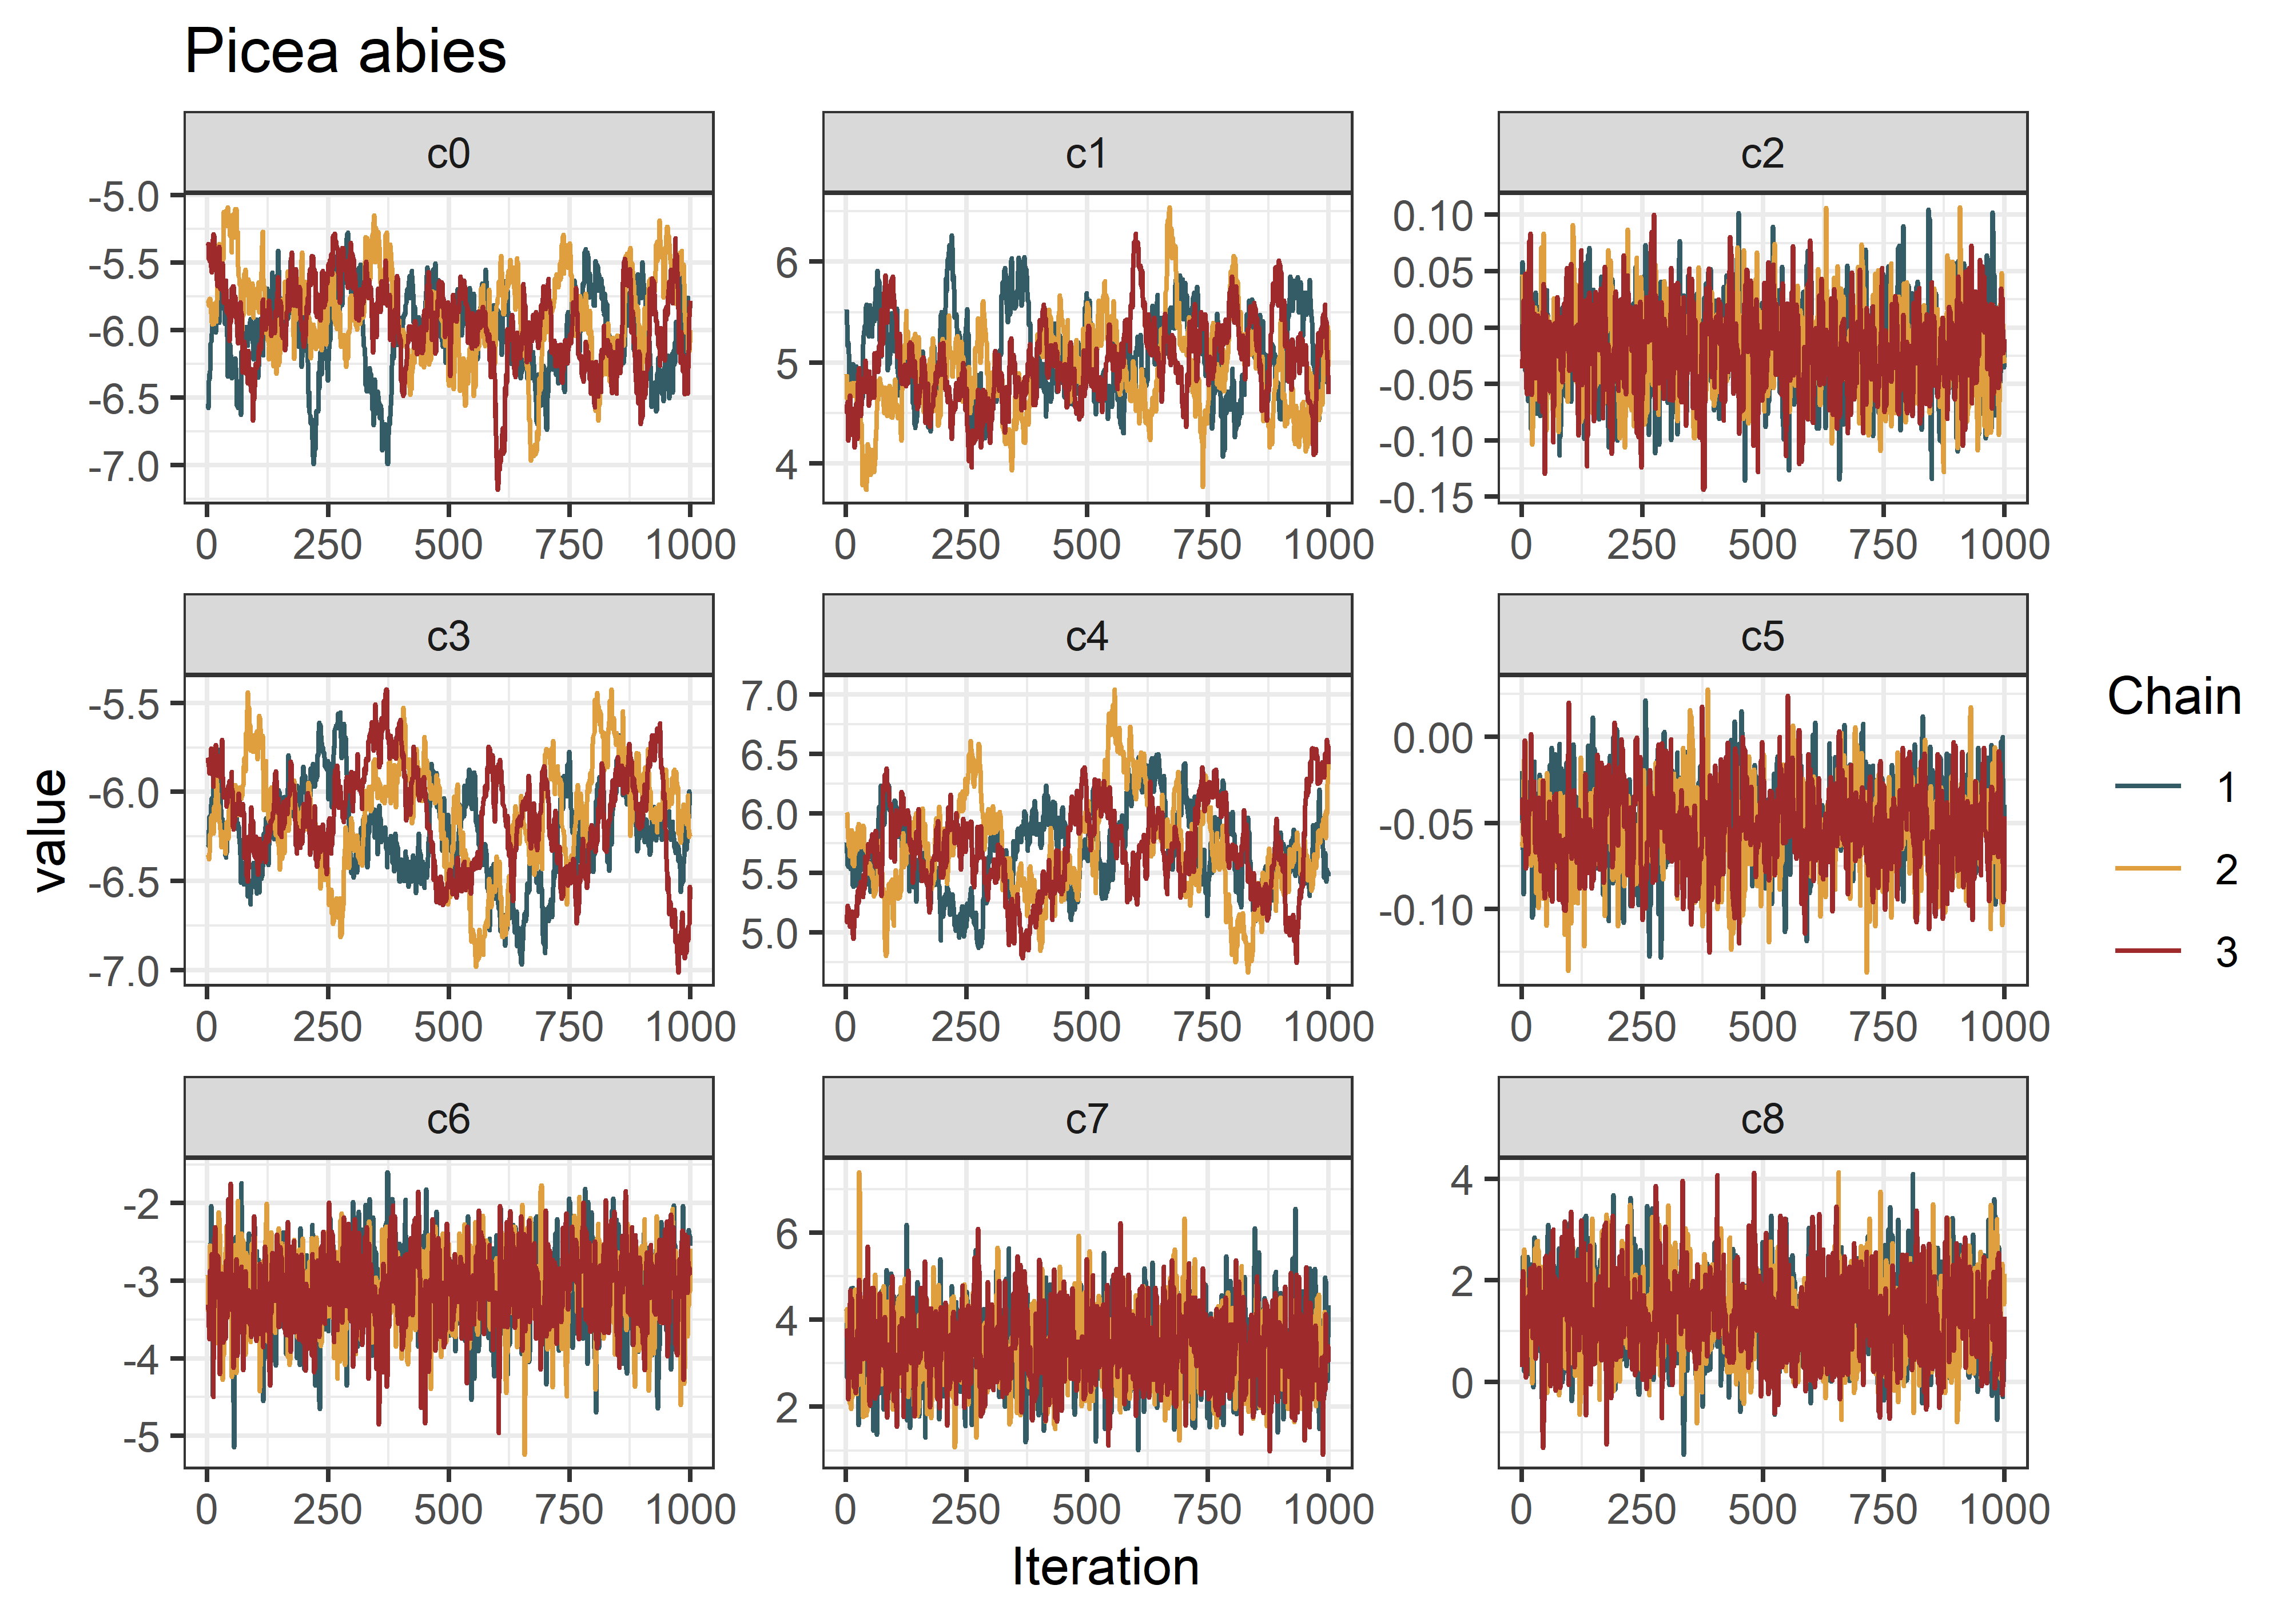 Picea abies
c0 c1 c2
-5.0 -5.5 -6.0 -6.5 -7.0
6 5 4
0.10 0.05 0.00 -0.05 -0.10 -0.15
0 250 500 750 1000 0 250 500 750 1000 0 250 500 750 1000
c3 c4 c5
-5.5 -6.0 -6.5 -7.0
7.0 6.5 6.0 5.5 5.0
0.00 -0.05 -0.10
0 250 500 750 1000 0 250 500 750 1000 0 250 500 750 1000
c6 c7 c8
-2 -3 -4 -5
6 4 2
4 2 0
0 250 500 750 1000 0 250 500 750 1000 0 250 500 750 1000
value
Iteration
Chain
1
2
3